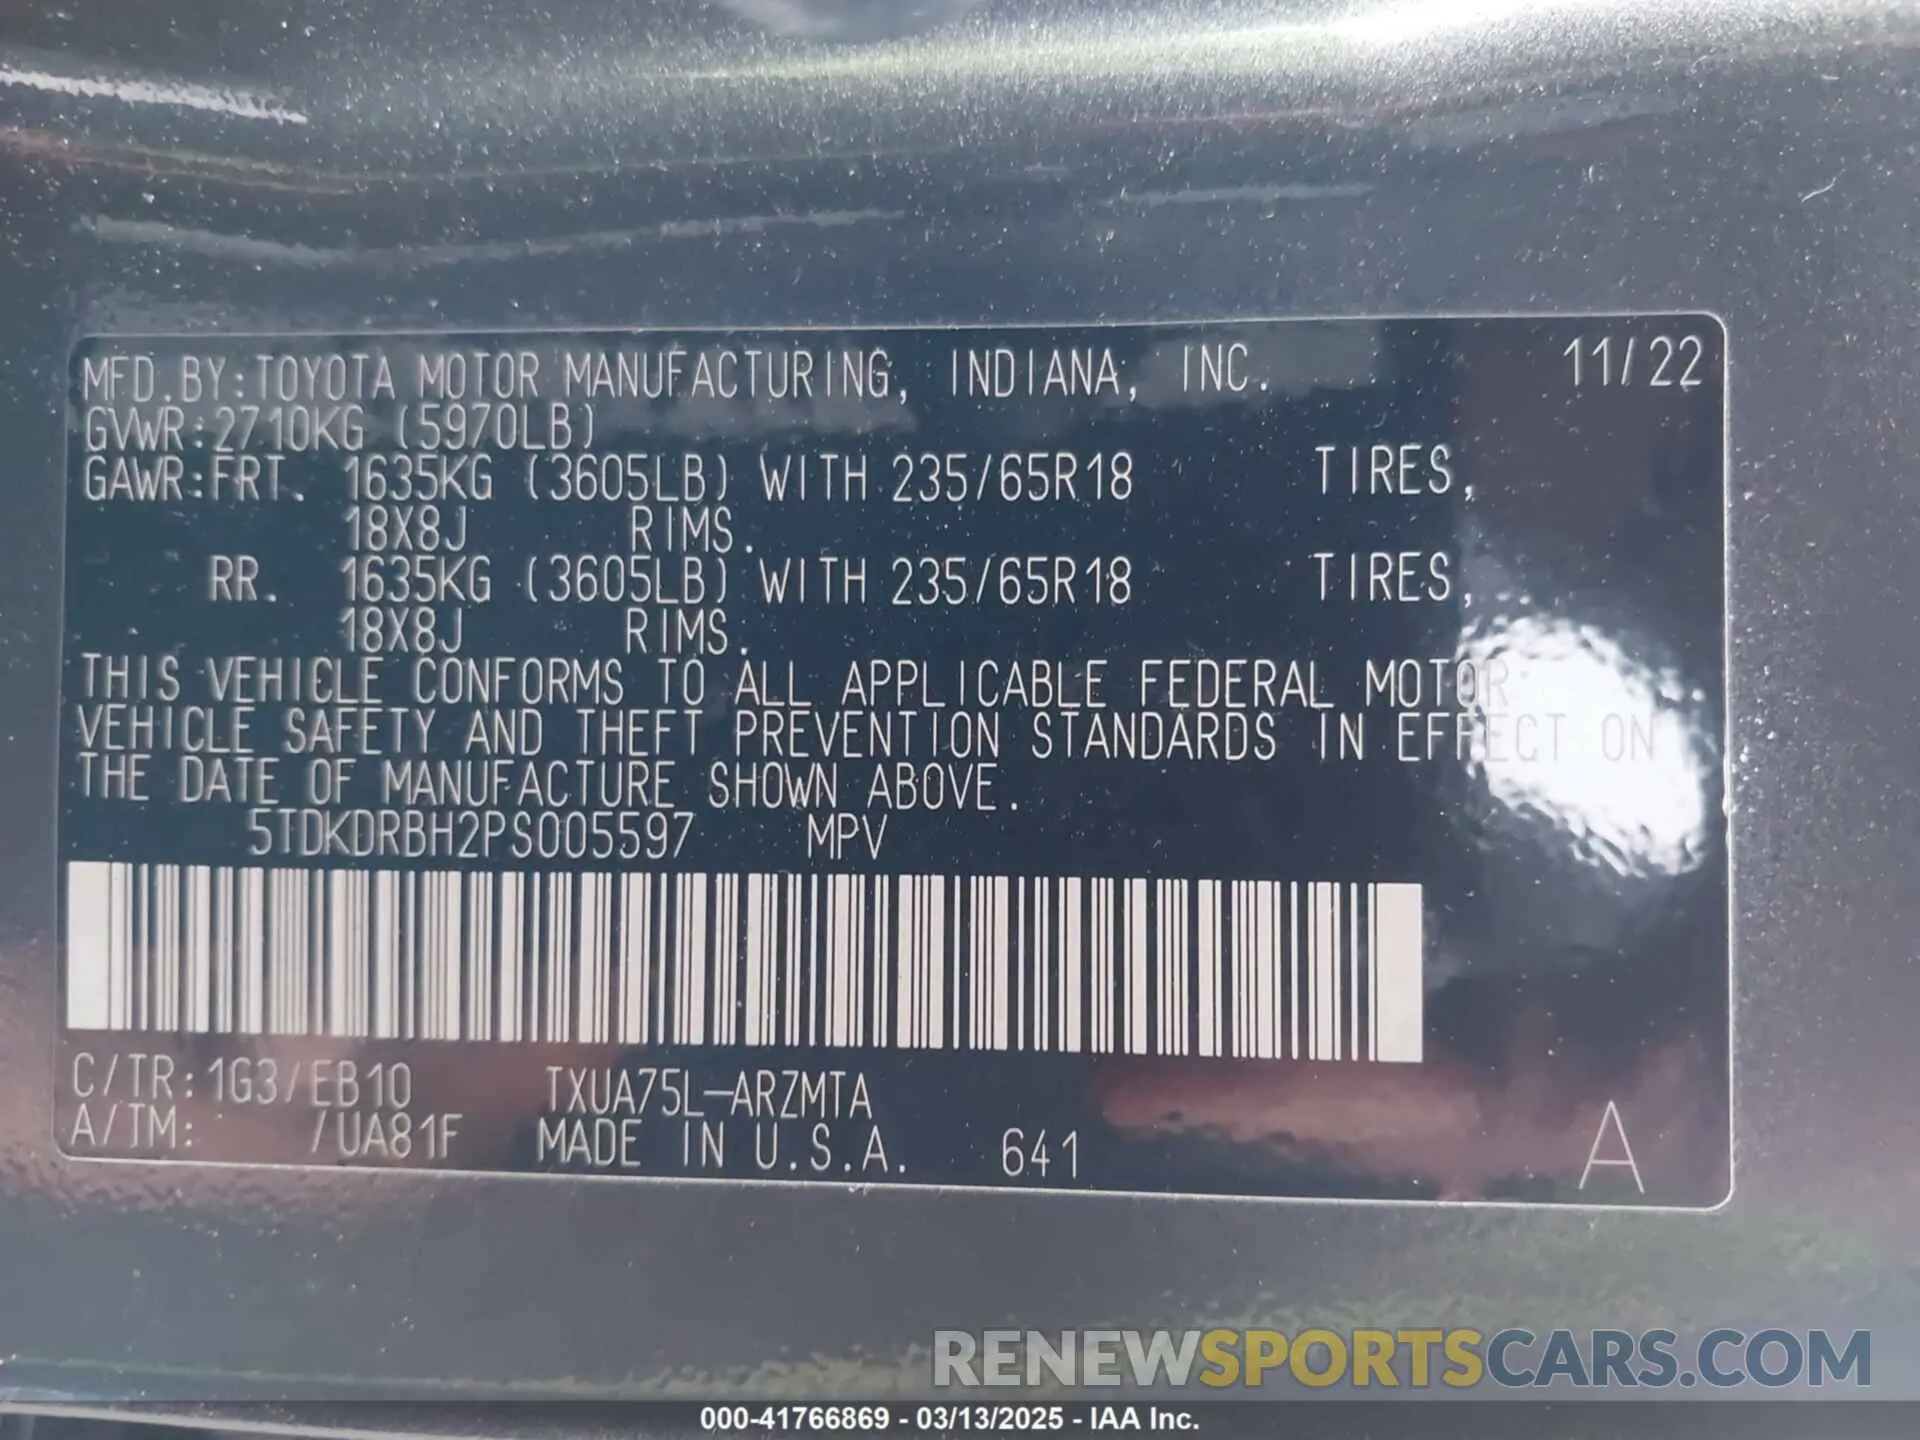 MFD.BY:TOYOTA MOTOR MANUFACTURING, INDIANA, INC. 11/22
GVWR:2710KG (5970LB)
GAWR:FRT. 1635KG (3605LB) WITH 235/65R18 TIRES,
18X8J RIMS.
RR. 1635KG (3605LB) WITH 235/65R18 TIRES,
18X8J RIMS.
THIS VEHICLE CONFORMS TO ALL APPLICABLE FEDERAL MOTOR
VEHICLE SAFETY AND THEFT PREVENTION STANDARDS IN EFFECT ON
THE DATE OF MANUFACTURE SHOWN ABOVE.
5TDKDRBH2PS005597 MPV
C/TR:1G3/EB10 TXUA75L-ARZMTA
A/TM: /UA81F MADE IN U.S.A. 641 A
RENEWSPORTSCARS.COM
000-41766869 - 03/13/2025 - IAA Inc.